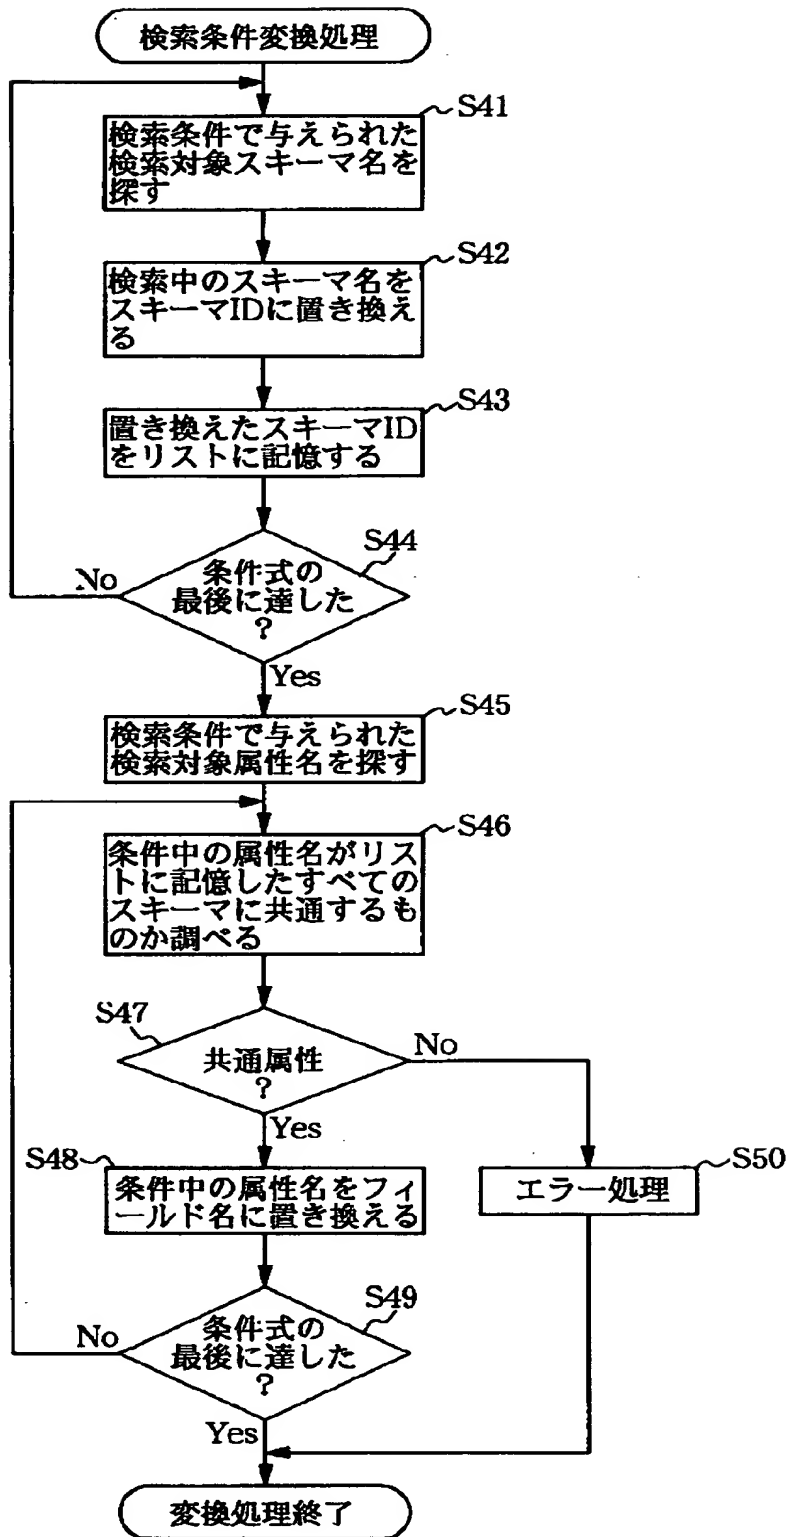 検索条件変換処理
S41
検索条件で与えられた
検索対象スキーマ名を
探す
S42
検索中のスキーマ名を
スキーマIDに置き換え
る
S43
置き換えたスキーマID
をリストに記憶する
S44
条件式の
最後に達した
?
No
Yes
S45
検索条件で与えられた
検索対象属性名を探す
S46
条件中の属性名がリス
トに記憶したすべての
スキーマに共通するも
のか調べる
S47
共通属性
?
No
Yes
S48
条件中の属性名をフィ
ールド名に置き換える
S50
エラー処理
S49
条件式の
最後に達した
?
No
Yes
変換処理終了